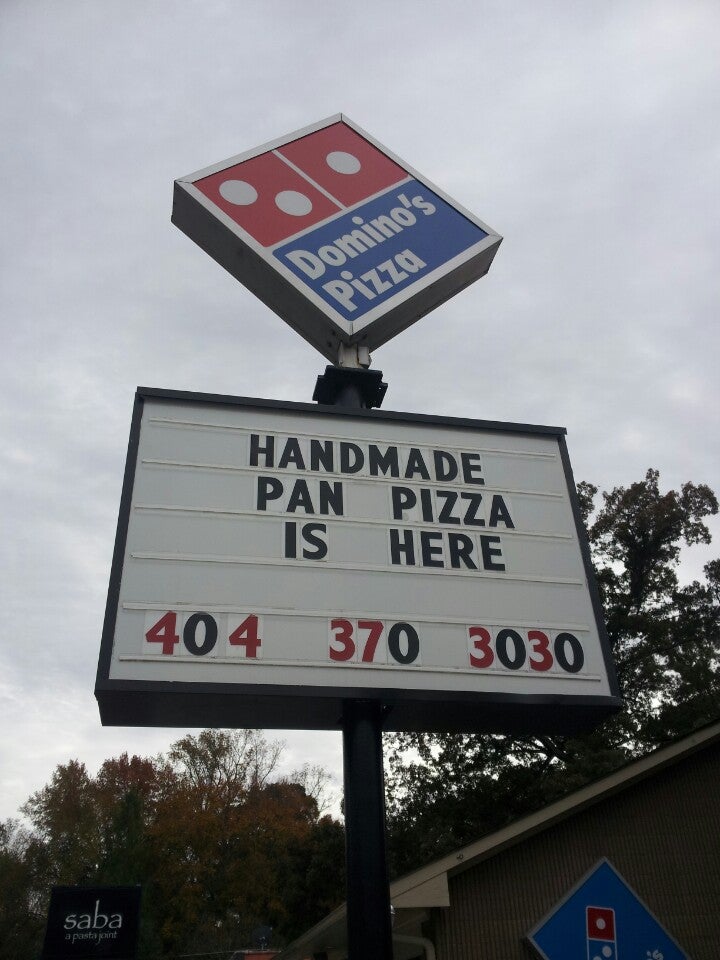 Domino's
Pizza
HANDMADE
PAN PIZZA
IS HERE
404 370 3030
saba
a pasta joint